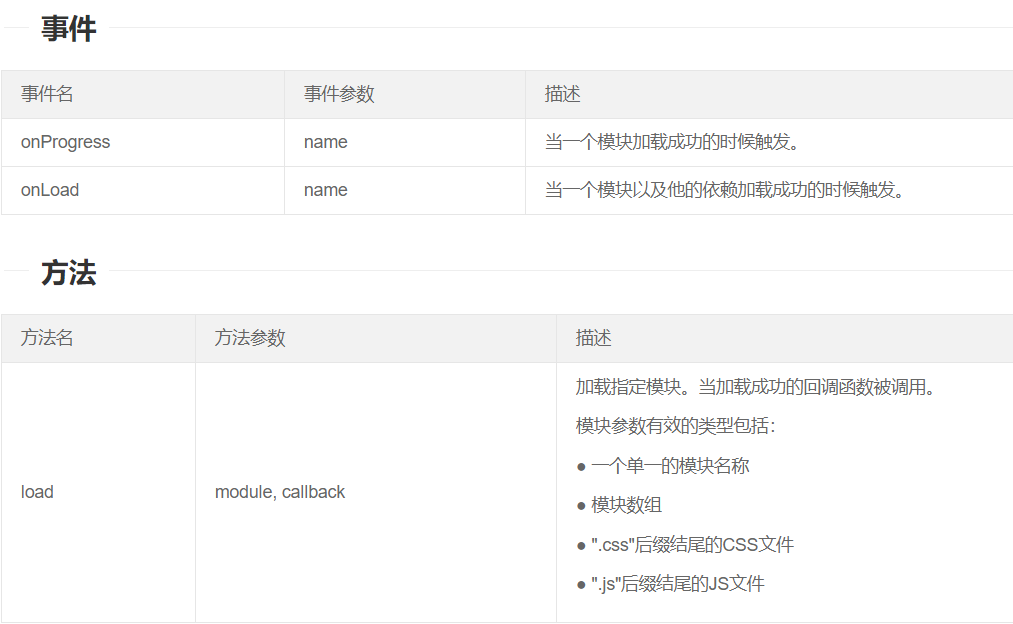 事件
事件名 事件参数 描述
onProgress name 当一个模块加载成功的时候触发。
onLoad name 当一个模块以及他的依赖加载成功的时候触发。
方法
方法名 方法参数 描述
load module, callback 加载指定模块。当加载成功的回调函数被调用。
模块参数有效的类型包括：
● 一个单一的模块名称
● 模块数组
● ".css"后缀结尾的CSS文件
● ".js"后缀结尾的JS文件